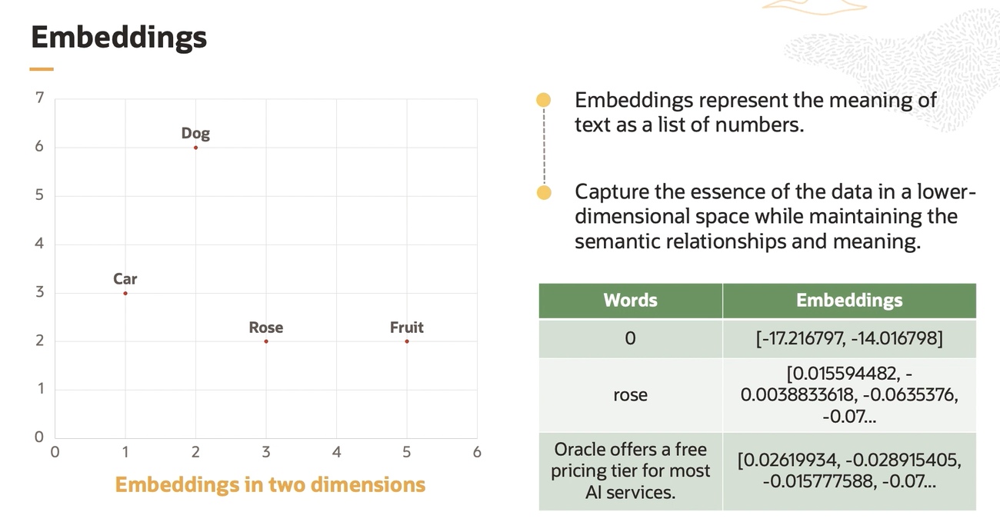 Embeddings
7
6
5
4
3
2
1
0
0 1 2 3 4 5 6
Dog
Car
Rose
Fruit
Embeddings in two dimensions
Embeddings represent the meaning of
text as a list of numbers.
Capture the essence of the data in a lower-
dimensional space while maintaining the
semantic relationships and meaning.
Words Embeddings
0 [-17.216797, -14.016798]
rose
[0.015594482, -
0.0038833618, -0.0635376,
-0.07...
Oracle offers a free
pricing tier for most
AI services.
[0.02619934, -0.028915405,
-0.015777588, -0.07...